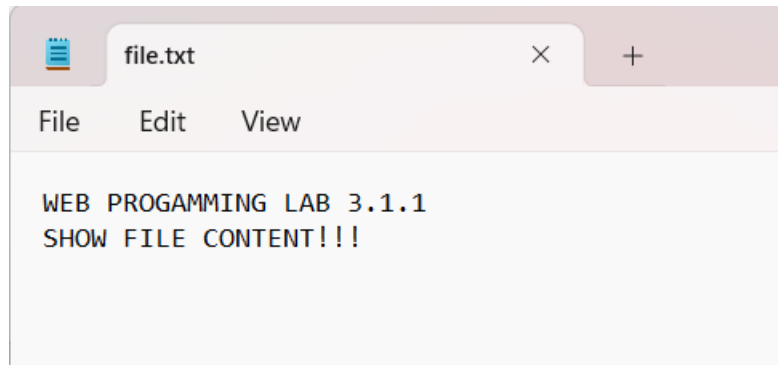 file.txt
File Edit View
WEB PROGAMMING LAB 3.1.1
SHOW FILE CONTENT!!!